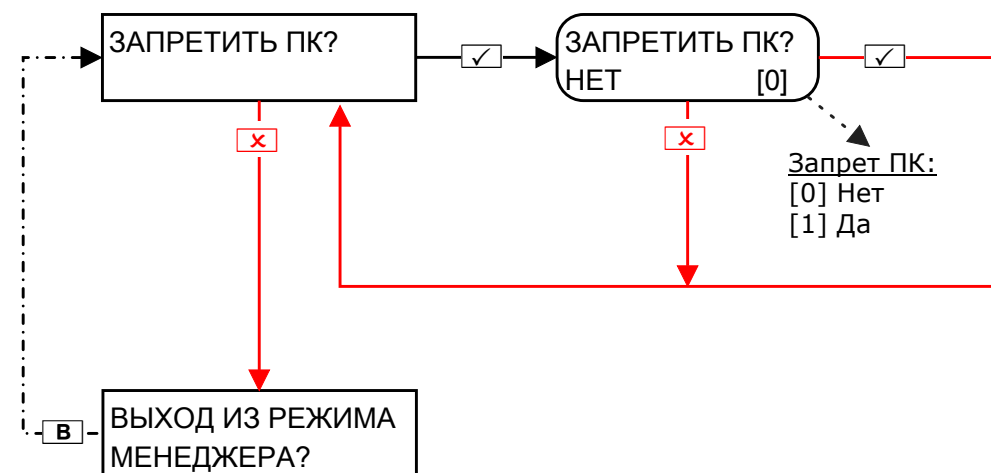 ЗАПРЕТИТЬ ПК?
ЗАПРЕТИТЬ ПК?
НЕТ [0]
Запрет ПК:
[0] Нет
[1] Да
ВЫХОД ИЗ РЕЖИМА
МЕНЕДЖЕРА?
B